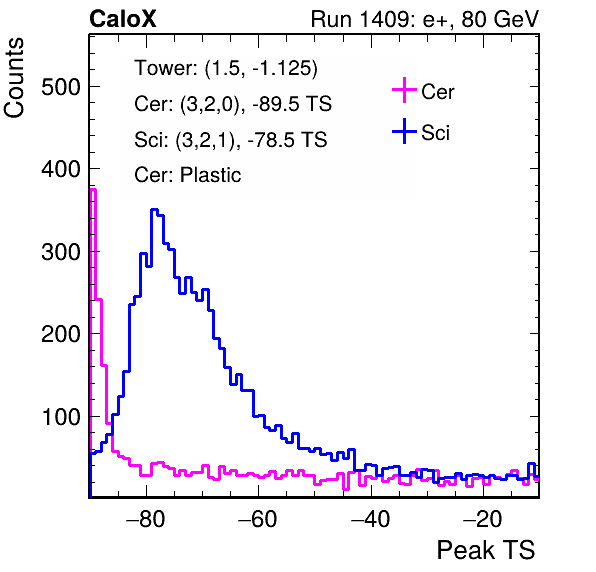 CaloX Run 1409: e+, 80 GeV
Counts
Tower: (1.5, -1.125)
Cer: (3,2,0), -89.5 TS
Sci: (3,2,1), -78.5 TS
Cer: Plastic
Cer
Sci
500
400
300
200
100
−80 −60 −40 −20
Peak TS